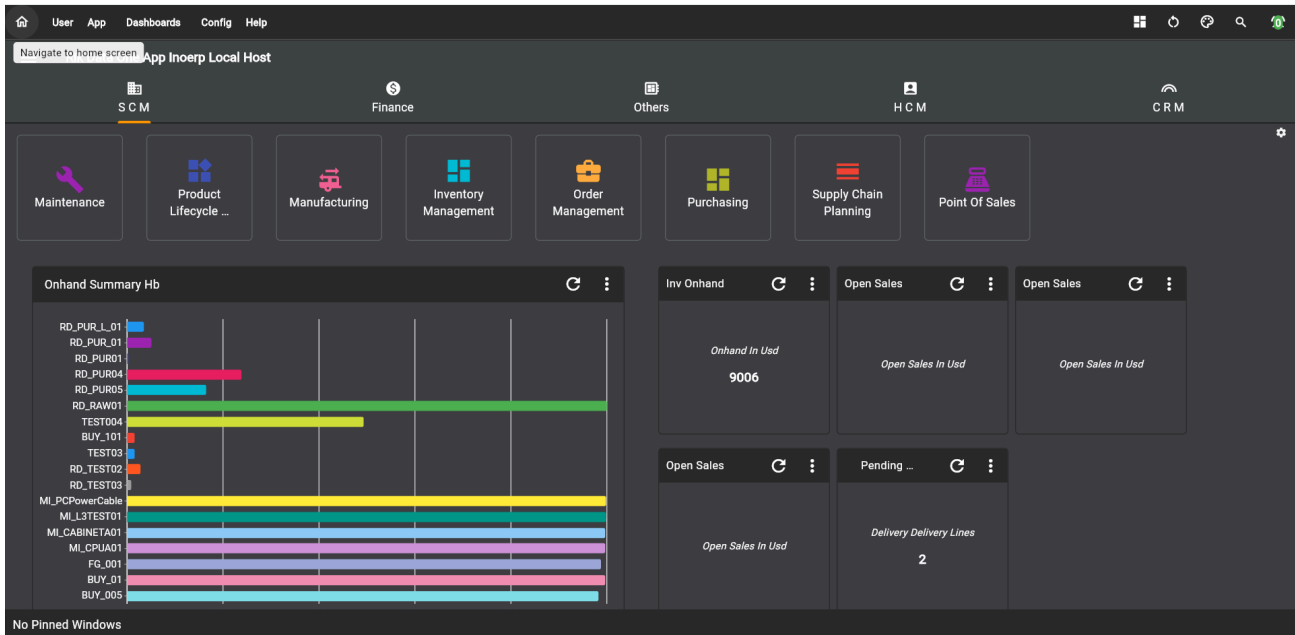 User App Dashboards Config Help
0
Navigate to home screen
App Inoerp Local Host
SCM Finance Others HCM CRM
Maintenance
Product
Lifecycle ...
Manufacturing
Inventory
Management
Order
Management
Purchasing
Supply Chain
Planning
Point Of Sales
Onhand Summary Hb
RD_PUR_L_01
RD_PUR_01
RD_PUR01
RD_PUR04
RD_PUR05
RD_RAW01
TEST004
BUY_101
TEST03
RD_TEST02
RD_TEST03
MI_PCPowerCable
MI_L3TEST01
MI_CABINETA01
MI_CPUA01
FG_001
BUY_01
BUY_005
Inv Onhand
Onhand In Usd
9006
Open Sales
Open Sales In Usd
Open Sales
Open Sales In Usd
Open Sales
Open Sales In Usd
Pending ...
Delivery Delivery Lines
2
No Pinned Windows